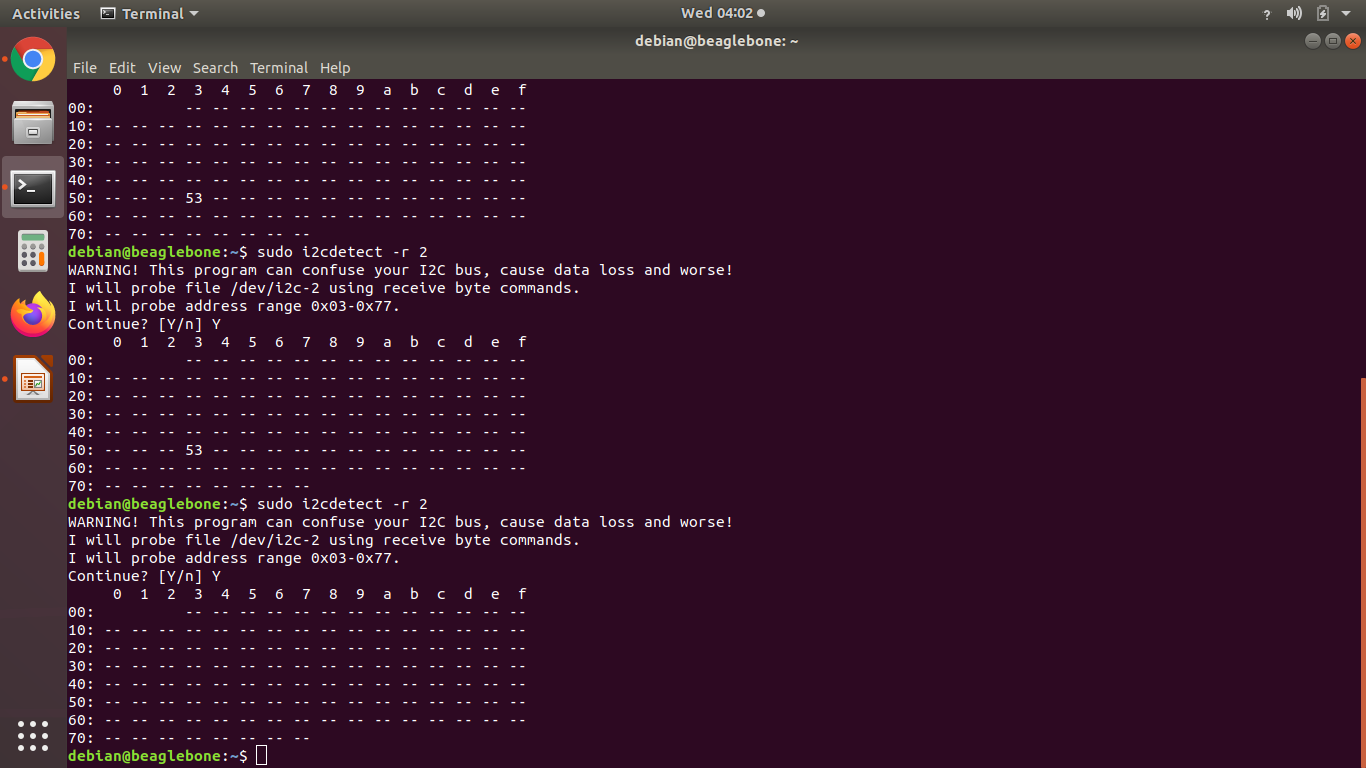 Activities Terminal Wed 04:02 ?
debian@beaglebone: ~
File Edit View Search Terminal Help
     0  1  2  3  4  5  6  7  8  9  a  b  c  d  e  f
00:          -- -- -- -- -- -- -- -- -- -- -- -- --
10: -- -- -- -- -- -- -- -- -- -- -- -- -- -- -- --
20: -- -- -- -- -- -- -- -- -- -- -- -- -- -- -- --
30: -- -- -- -- -- -- -- -- -- -- -- -- -- -- -- --
40: -- -- -- -- -- -- -- -- -- -- -- -- -- -- -- --
50: -- -- -- 53 -- -- -- -- -- -- -- -- -- -- -- --
60: -- -- -- -- -- -- -- -- -- -- -- -- -- -- -- --
70: -- -- -- -- -- -- -- --
debian@beaglebone:~$ sudo i2cdetect -r 2
WARNING! This program can confuse your I2C bus, cause data loss and worse!
I will probe file /dev/i2c-2 using receive byte commands.
I will probe address range 0x03-0x77.
Continue? [Y/n] Y
     0  1  2  3  4  5  6  7  8  9  a  b  c  d  e  f
00:          -- -- -- -- -- -- -- -- -- -- -- -- --
10: -- -- -- -- -- -- -- -- -- -- -- -- -- -- -- --
20: -- -- -- -- -- -- -- -- -- -- -- -- -- -- -- --
30: -- -- -- -- -- -- -- -- -- -- -- -- -- -- -- --
40: -- -- -- -- -- -- -- -- -- -- -- -- -- -- -- --
50: -- -- -- 53 -- -- -- -- -- -- -- -- -- -- -- --
60: -- -- -- -- -- -- -- -- -- -- -- -- -- -- -- --
70: -- -- -- -- -- -- -- --
debian@beaglebone:~$ sudo i2cdetect -r 2
WARNING! This program can confuse your I2C bus, cause data loss and worse!
I will probe file /dev/i2c-2 using receive byte commands.
I will probe address range 0x03-0x77.
Continue? [Y/n] Y
     0  1  2  3  4  5  6  7  8  9  a  b  c  d  e  f
00:          -- -- -- -- -- -- -- -- -- -- -- -- --
10: -- -- -- -- -- -- -- -- -- -- -- -- -- -- -- --
20: -- -- -- -- -- -- -- -- -- -- -- -- -- -- -- --
30: -- -- -- -- -- -- -- -- -- -- -- -- -- -- -- --
40: -- -- -- -- -- -- -- -- -- -- -- -- -- -- -- --
50: -- -- -- -- -- -- -- -- -- -- -- -- -- -- -- --
60: -- -- -- -- -- -- -- -- -- -- -- -- -- -- -- --
70: -- -- -- -- -- -- -- --
debian@beaglebone:~$